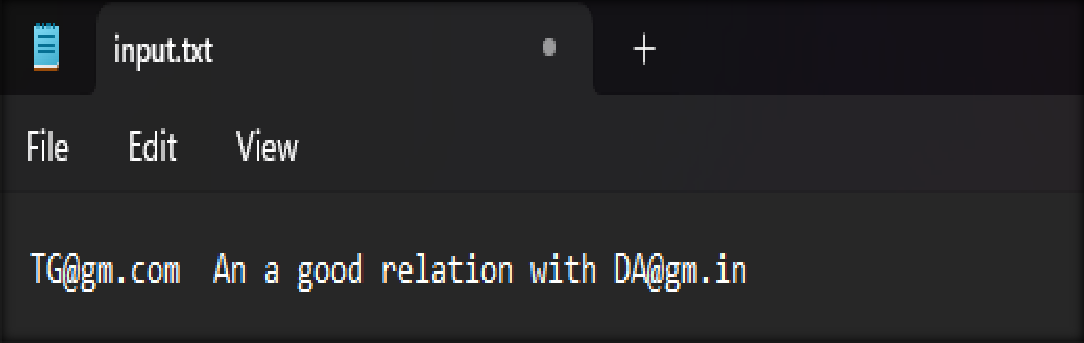 input.txt
File Edit View
TG@gm.com  An a good relation with DA@gm.in